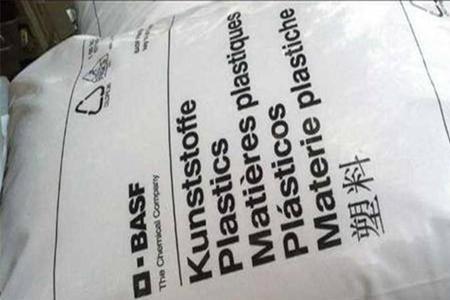 BASF
The Chemical Company
Kunststoffe
Plastics
Matières plastiques
Plásticos
Materie plastiche
塑料